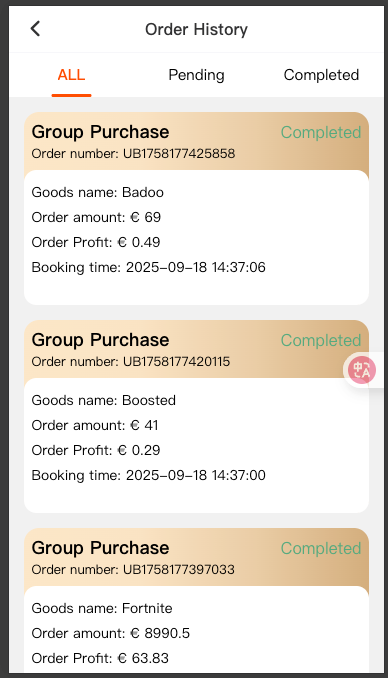 Order History
ALL
Pending
Completed
Group Purchase
Completed
Order number: UB1758177425858
Goods name: Badoo
Order amount: € 69
Order Profit: € 0.49
Booking time: 2025-09-18 14:37:06
Group Purchase
Completed
Order number: UB1758177420115
中A
Goods name: Boosted
Order amount: € 41
Order Profit: € 0.29
Booking time: 2025-09-18 14:37:00
Group Purchase
Completed
Order number: UB1758177397033
Goods name: Fortnite
Order amount: € 8990.5
Order Profit: € 63.83